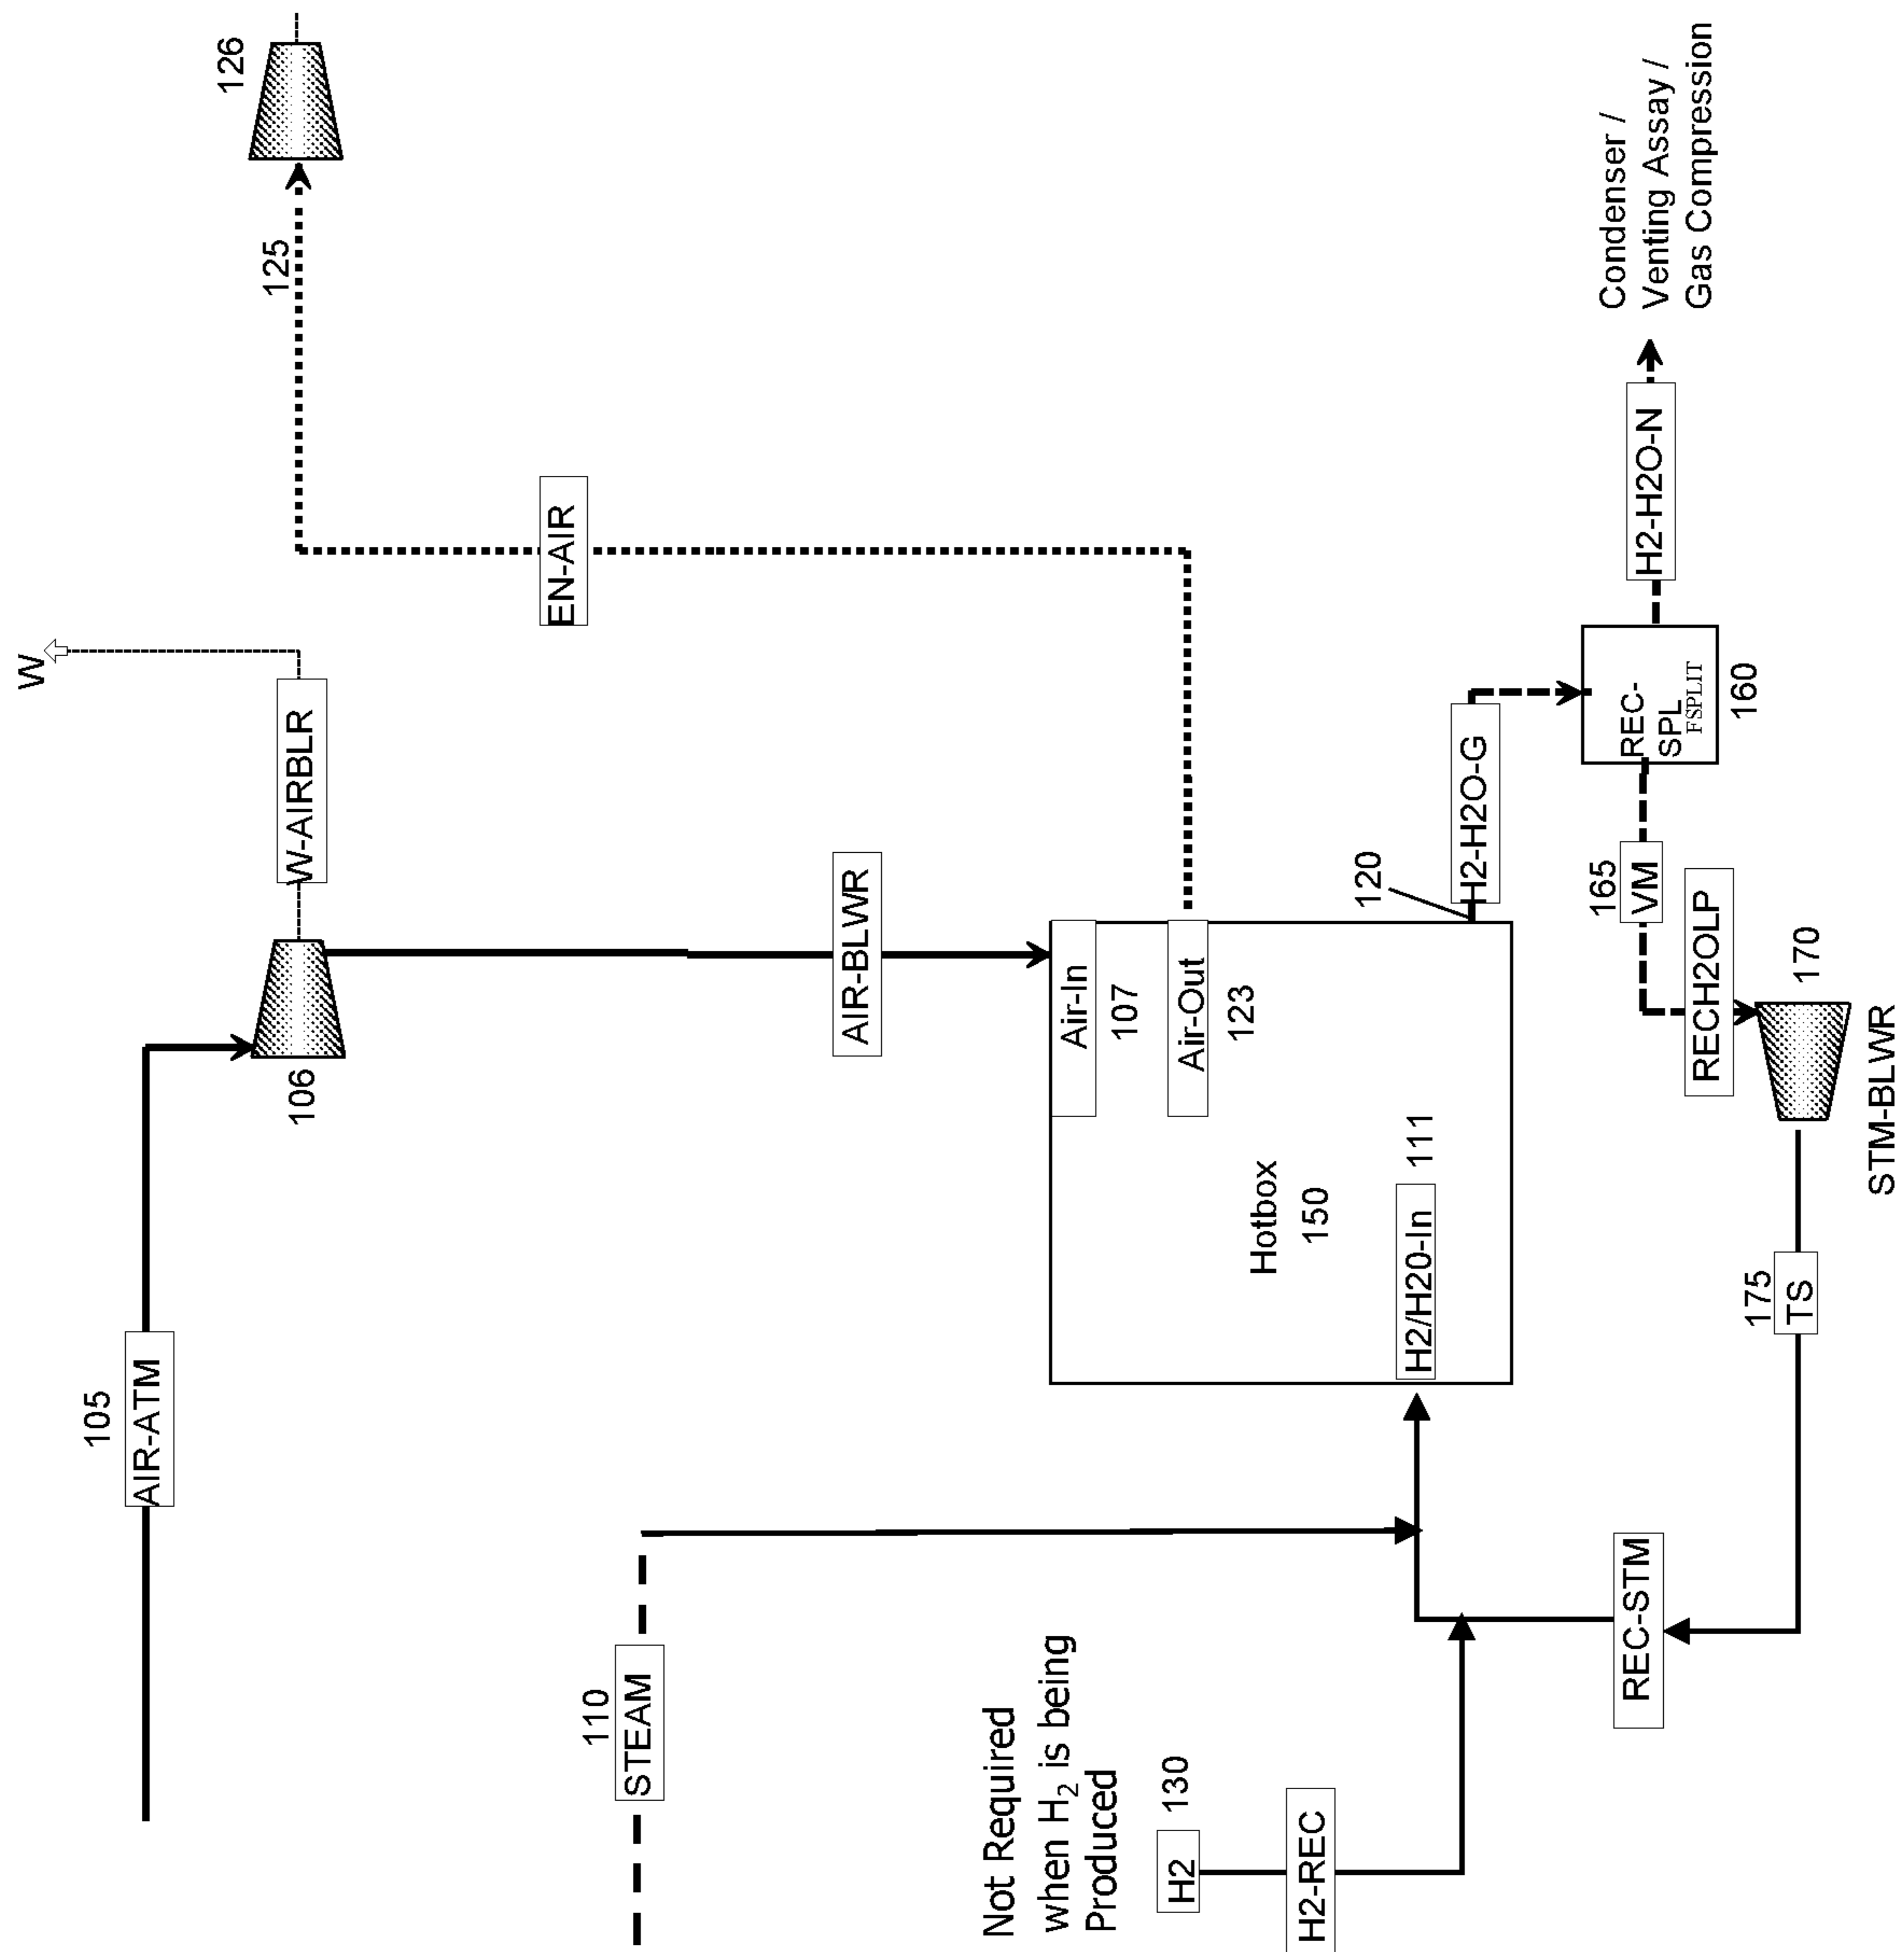 105
AIR-ATM
106
W-AIRBLR
W
126
125
EN-AIR
AIR-BLWR
110
STEAM
Air-In
107
Air-Out
123
Hotbox
150
H2/H20-In
111
120
H2-H2O-G
Not Required
when H₂ is being
Produced
H2
130
H2-REC
REC-
SPL
FSPLIT
160
H2-H2O-N
Condenser /
Venting Assay /
Gas Compression
165
VM
RECH2OLP
170
STM-BLWR
175
TS
REC-STM